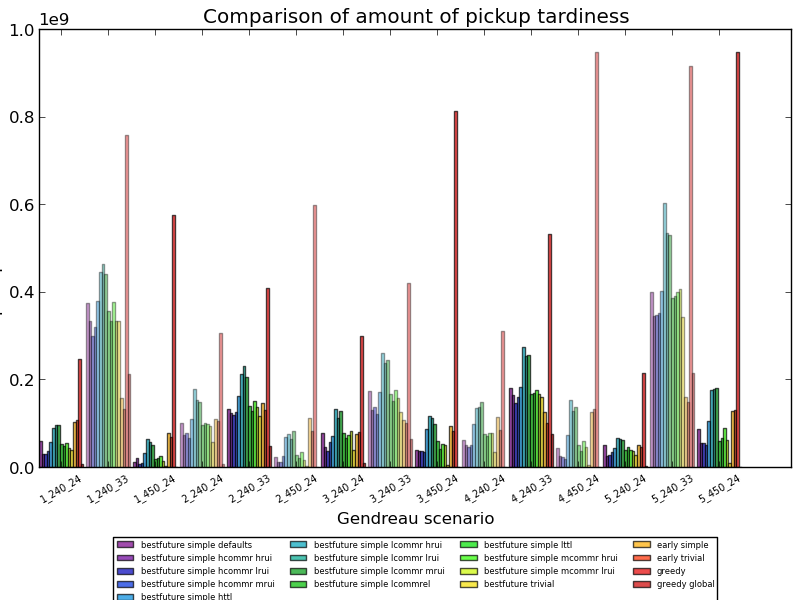 Comparison of amount of pickup tardiness
1e9
1.0
0.8
0.6
0.4
0.2
0.0
1_240_24
1_240_33
1_450_24
2_240_24
2_240_33
2_450_24
3_240_24
3_240_33
3_450_24
4_240_24
4_240_33
4_450_24
5_240_24
5_240_33
5_450_24
Gendreau scenario
bestfuture simple defaults
bestfuture simple hcommr hrui
bestfuture simple hcommr lrui
bestfuture simple hcommr mrui
bestfuture simple httl
bestfuture simple lcommr hrui
bestfuture simple lcommr lrui
bestfuture simple lcommr mrui
bestfuture simple lcommrel
bestfuture simple lttl
bestfuture simple mcommr hrui
bestfuture simple mcommr lrui
bestfuture trivial
early simple
early trivial
greedy
greedy global